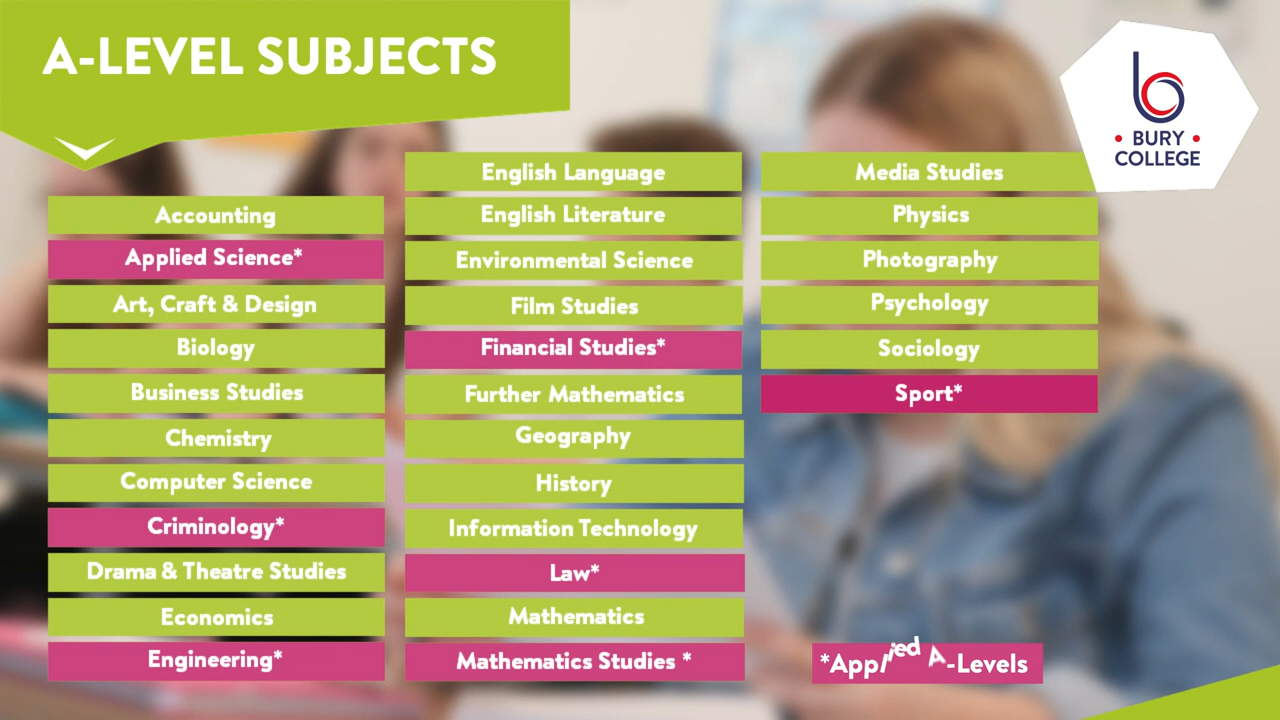 A-LEVEL SUBJECTS
BURY
COLLEGE
Accounting
Applied Science*
Art, Craft & Design
Biology
Business Studies
Chemistry
Computer Science
Criminology*
Drama & Theatre Studies
Economics
Engineering*
English Language
English Literature
Environmental Science
Film Studies
Financial Studies*
Further Mathematics
Geography
History
Information Technology
Law*
Mathematics
Mathematics Studies *
Media Studies
Physics
Photography
Psychology
Sociology
Sport*
*Applied A-Levels